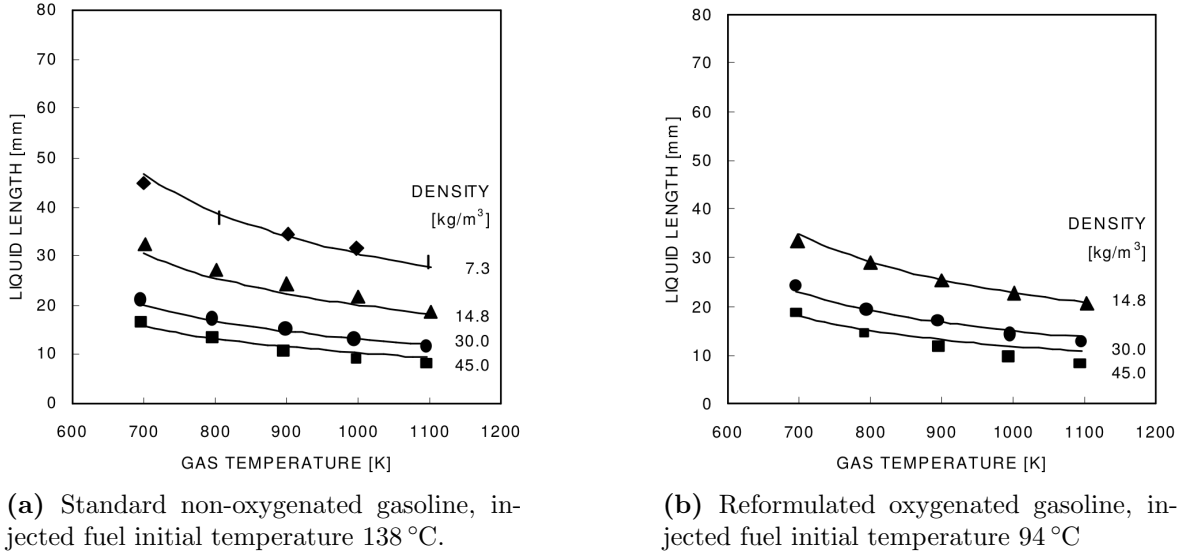 80
70
60
50
40
30
20
10
0
LIQUID LENGTH [mm]
DENSITY
[kg/m³]
7.3
14.8
30.0
45.0
600 700 800 900 1000 1100 1200
GAS TEMPERATURE [K]
(a) Standard non-oxygenated gasoline, in-
jected fuel initial temperature 138 °C.
80
70
60
50
40
30
20
10
0
LIQUID LENGTH [mm]
DENSITY
[kg/m³]
14.8
30.0
45.0
600 700 800 900 1000 1100 1200
GAS TEMPERATURE [K]
(b) Reformulated oxygenated gasoline, in-
jected fuel initial temperature 94 °C